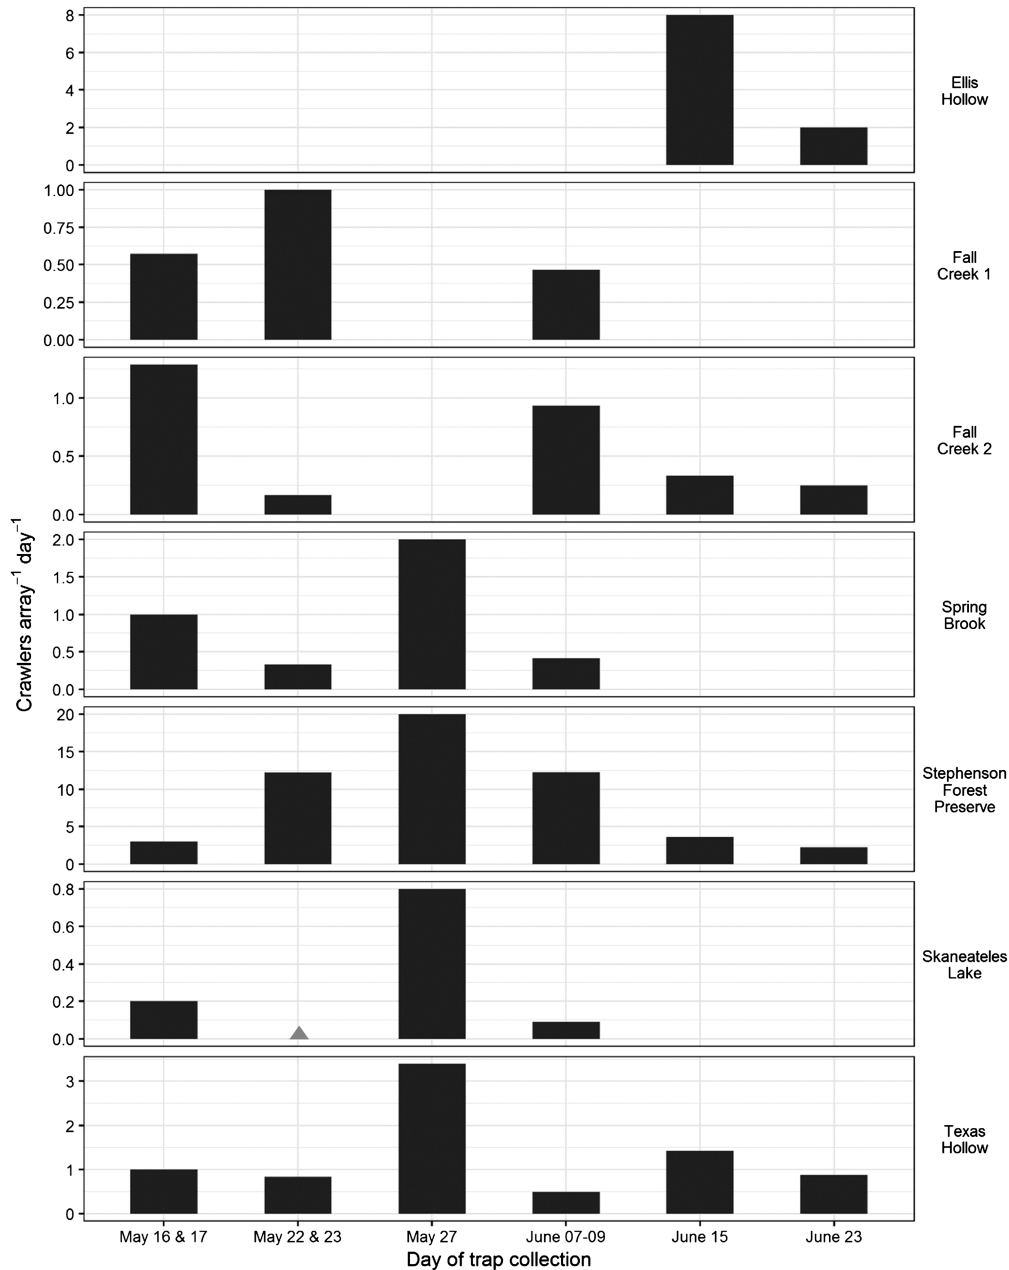 8
6
4
2
0
Ellis
Hollow
1.00
0.75
0.50
0.25
0.00
Fall
Creek 1
1.0
0.5
0.0
Fall
Creek 2
2.0
1.5
1.0
0.5
0.0
Spring
Brook
20
15
10
5
0
Stephenson
Forest
Preserve
0.8
0.6
0.4
0.2
0.0
Skaneateles
Lake
3
2
1
0
Texas
Hollow
Crawlers array⁻¹ day⁻¹
May 16 & 17 May 22 & 23 May 27 June 07-09 June 15 June 23
Day of trap collection